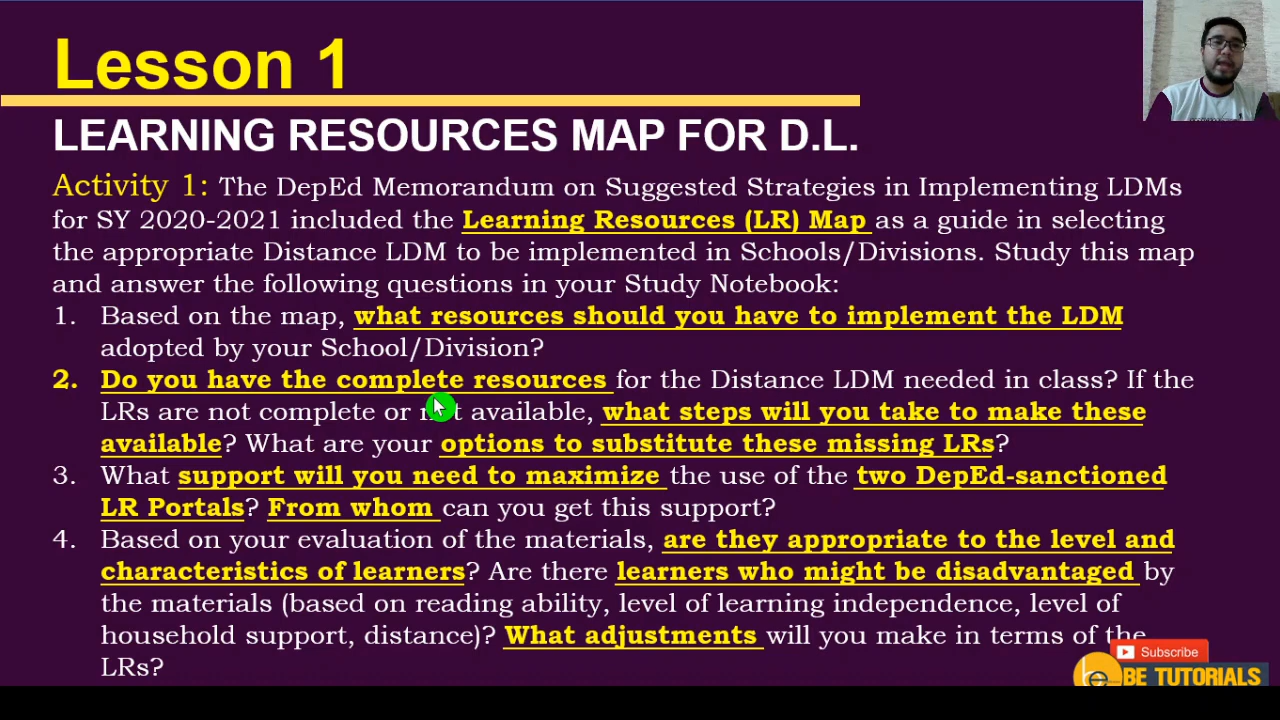 Lesson 1
LEARNING RESOURCES MAP FOR D.L.
Activity 1: The DepEd Memorandum on Suggested Strategies in Implementing LDMs
for SY 2020-2021 included the Learning Resources (LR) Map as a guide in selecting
the appropriate Distance LDM to be implemented in Schools/Divisions. Study this map
and answer the following questions in your Study Notebook:
1. Based on the map, what resources should you have to implement the LDM
adopted by your School/Division?
2. Do you have the complete resources for the Distance LDM needed in class? If the
LRs are not complete or not available, what steps will you take to make these
available? What are your options to substitute these missing LRs?
3. What support will you need to maximize the use of the two DepEd-sanctioned
LR Portals? From whom can you get this support?
4. Based on your evaluation of the materials, are they appropriate to the level and
characteristics of learners? Are there learners who might be disadvantaged by
the materials (based on reading ability, level of learning independence, level of
household support, distance)? What adjustments will you make in terms of the
LRs?
Subscribe
be BE TUTORIALS